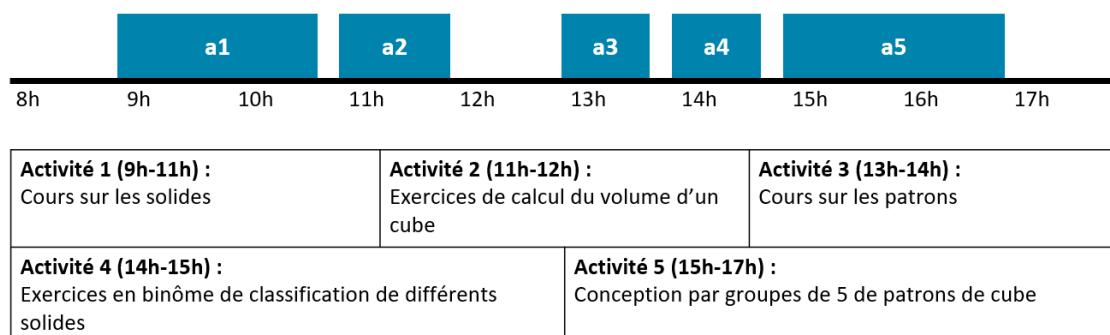 a1 a2 a3 a4 a5
8h 9h 10h 11h 12h 13h 14h 15h 16h 17h
Activité 1 (9h-11h) :
Cours sur les solides
Activité 2 (11h-12h) :
Exercices de calcul du volume d’un
cube
Activité 3 (13h-14h) :
Cours sur les patrons
Activité 4 (14h-15h) :
Exercices en binôme de classification de différents
solides
Activité 5 (15h-17h) :
Conception par groupes de 5 de patrons de cube